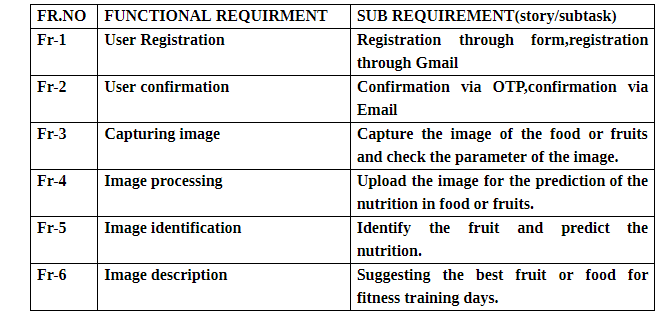 FR.NO FUNCTIONAL REQUIRMENT SUB REQUIREMENT(story/subtask)
Fr-1 User Registration Registration through form,registration
through Gmail
Fr-2 User confirmation Confirmation via OTP,confirmation via
Email
Fr-3 Capturing image Capture the image of the food or fruits
and check the parameter of the image.
Fr-4 Image processing Upload the image for the prediction of the
nutrition in food or fruits.
Fr-5 Image identification Identify the fruit and predict the
nutrition.
Fr-6 Image description Suggesting the best fruit or food for
fitness training days.